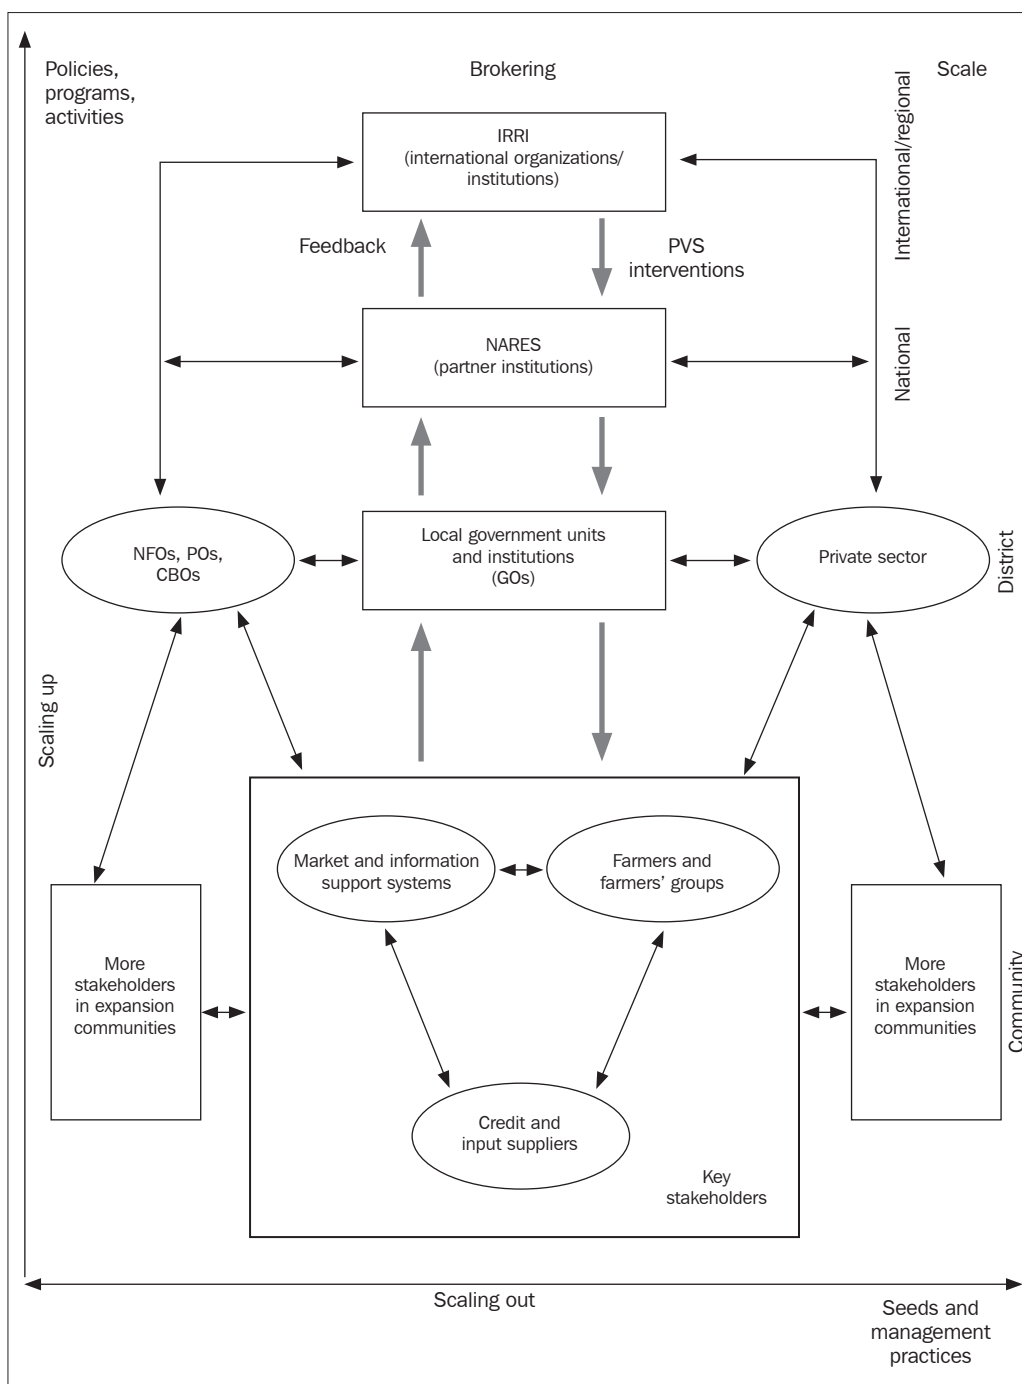 Policies,
programs,
activities
Brokering
Scale
International/regional
IRRI
(international organizations/
institutions)
Feedback
PVS
interventions
National
NARES
(partner institutions)
Local government units
and institutions
(GOs)
NFOs, POs,
CBOs
Private sector
District
Scaling up
Market and information
support systems
Farmers and
farmers’ groups
More
stakeholders
in expansion
communities
More
stakeholders
in expansion
communities
Community
Credit and
input suppliers
Key
stakeholders
Scaling out
Seeds and
management
practices